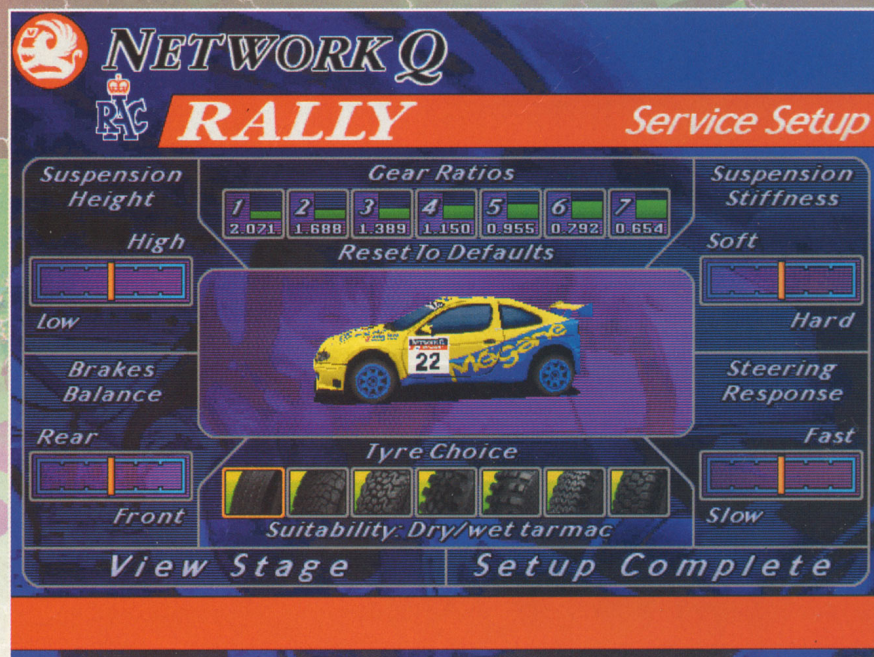 NETWORK Q
RAC RALLY
Service Setup
Suspension Height
High
Low
Gear Ratios
1 2 3 4 5 6 7
2.071 1.688 1.389 1.150 0.955 0.792 0.654
Reset To Defaults
Suspension Stiffness
Soft
Hard
NETWORK Q
22
Mégane
Brakes Balance
Rear
Front
Tyre Choice
Suitability: Dry/wet tarmac
Steering Response
Fast
Slow
View Stage
Setup Complete